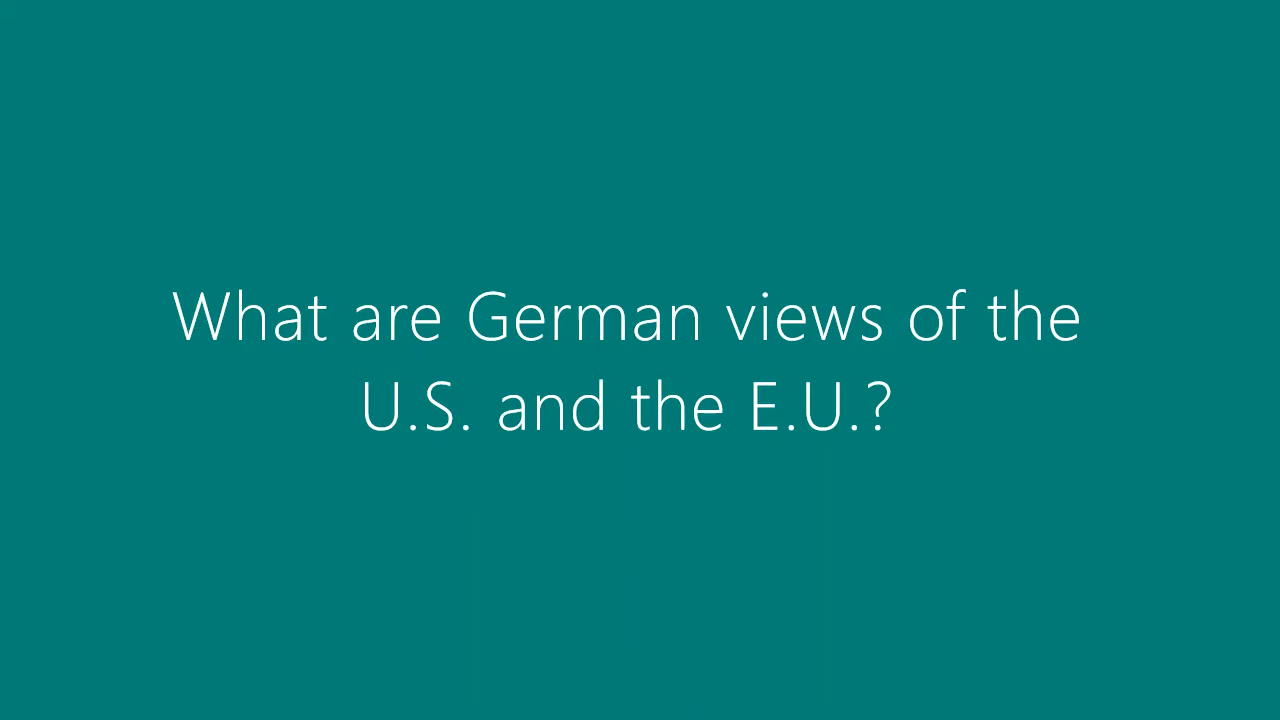 What are German views of the
U.S. and the E.U.?